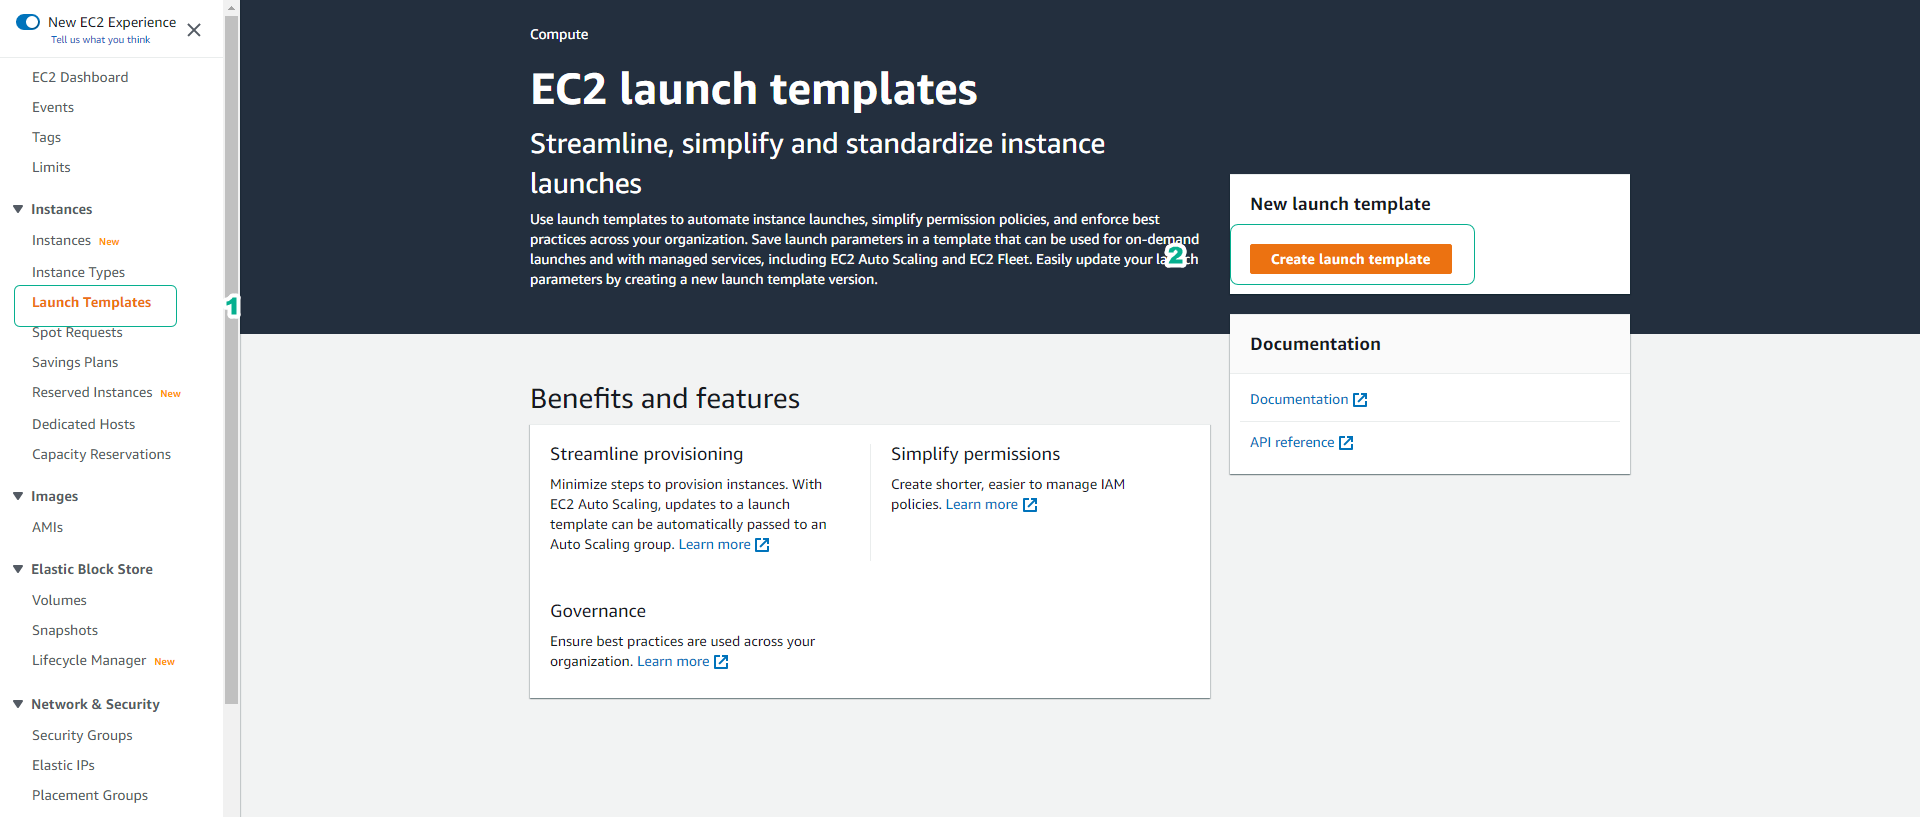 New EC2 Experience
Tell us what you think
EC2 Dashboard
Events
Tags
Limits
Instances
Instances New
Instance Types
Launch Templates
1
Spot Requests
Savings Plans
Reserved Instances New
Dedicated Hosts
Capacity Reservations
Images
AMIs
Elastic Block Store
Volumes
Snapshots
Lifecycle Manager New
Network & Security
Security Groups
Elastic IPs
Placement Groups
Compute
EC2 launch templates
Streamline, simplify and standardize instance
launches
Use launch templates to automate instance launches, simplify permission policies, and enforce best
practices across your organization. Save launch parameters in a template that can be used for on-demand
launches and with managed services, including EC2 Auto Scaling and EC2 Fleet. Easily update your launch
parameters by creating a new launch template version.
2
New launch template
Create launch template
Documentation
Documentation
API reference
Benefits and features
Streamline provisioning
Minimize steps to provision instances. With
EC2 Auto Scaling, updates to a launch
template can be automatically passed to an
Auto Scaling group. Learn more
Simplify permissions
Create shorter, easier to manage IAM
policies. Learn more
Governance
Ensure best practices are used across your
organization. Learn more